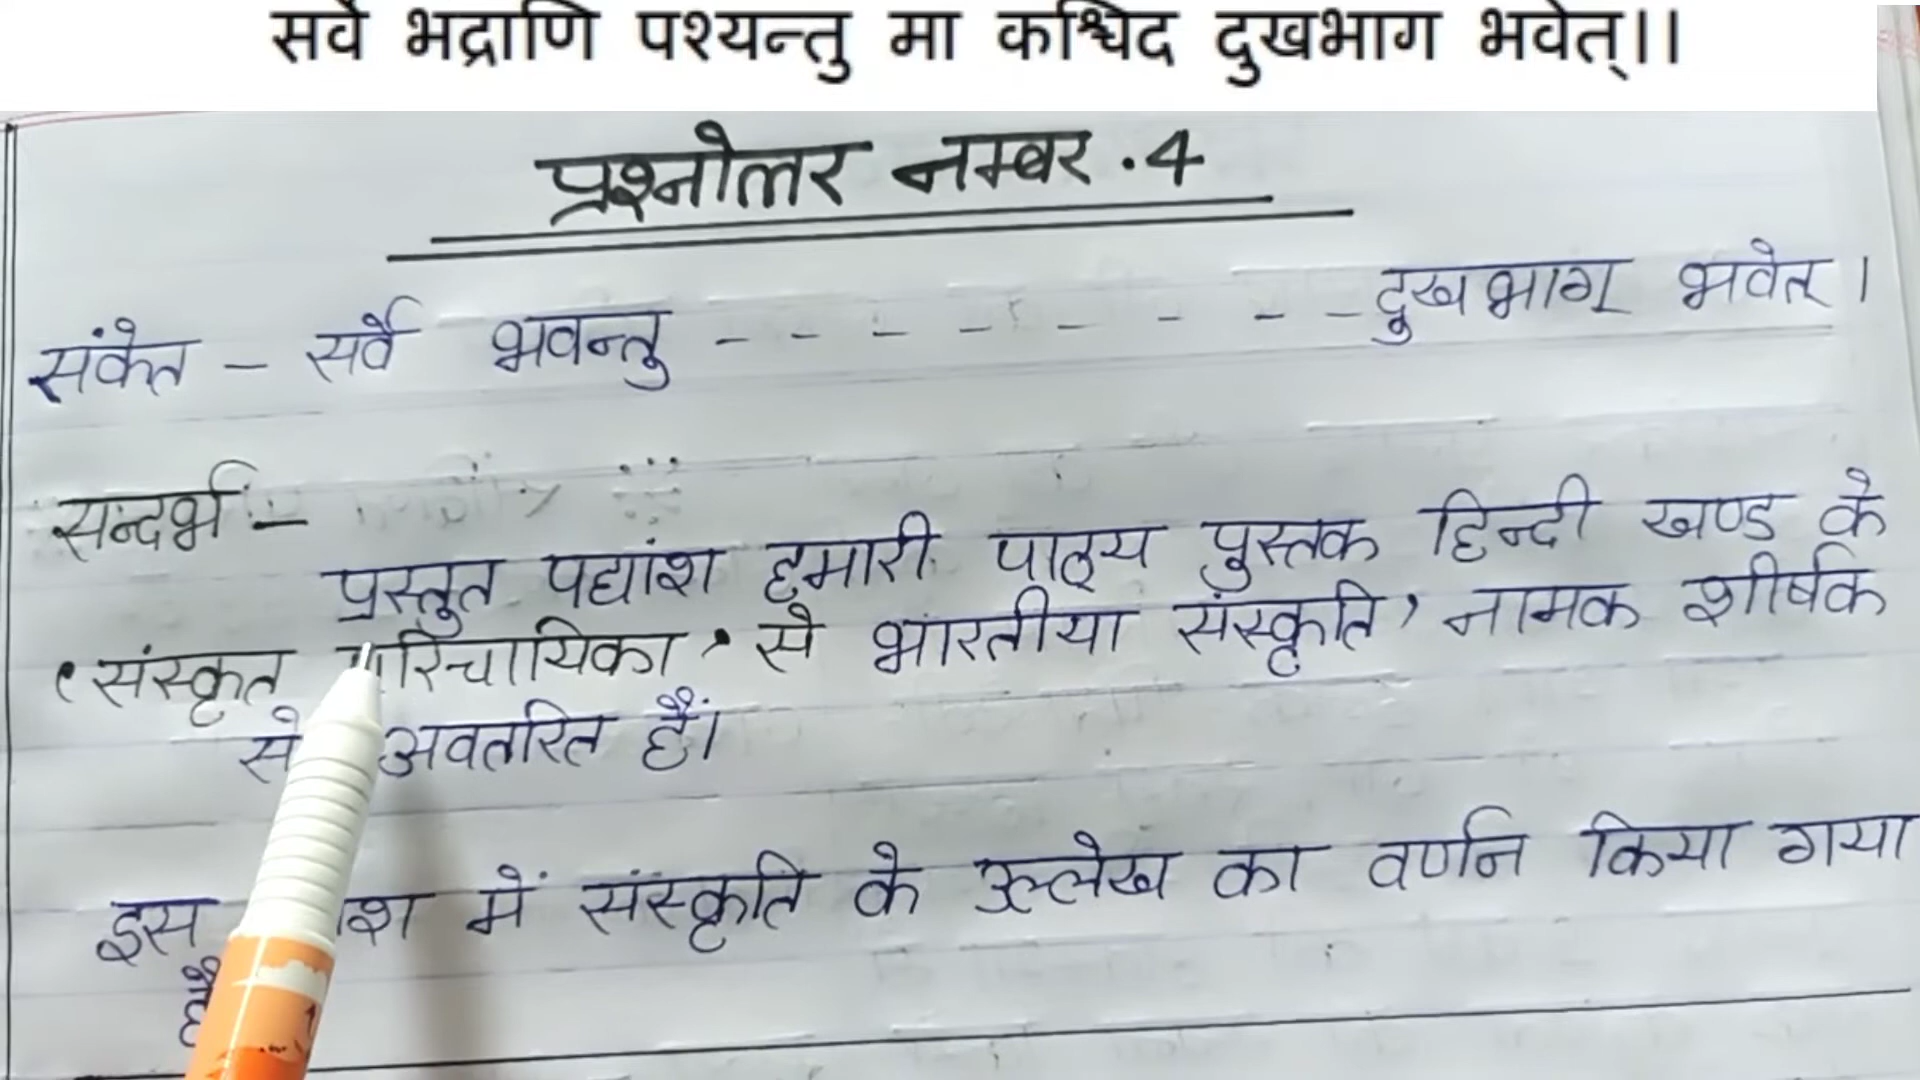 सर्वे भद्राणि पश्यन्तु मा कश्चिद दुखभाग भवेत्।।
प्रश्नोत्तर नम्बर.4
संकेत - सर्वे भवन्तु - - - - - - - - दुखभाग् भवेत्।
सन्दर्भ -
प्रस्तुत पद्यांश हमारी पाठ्य पुस्तक हिन्दी खण्ड के
'संस्कृत परिचायिका' से भारतीया संस्कृति' नामक शीर्षक
से अवतरित हैं।
इस में संस्कृति के उल्लेख का वर्णन किया गया